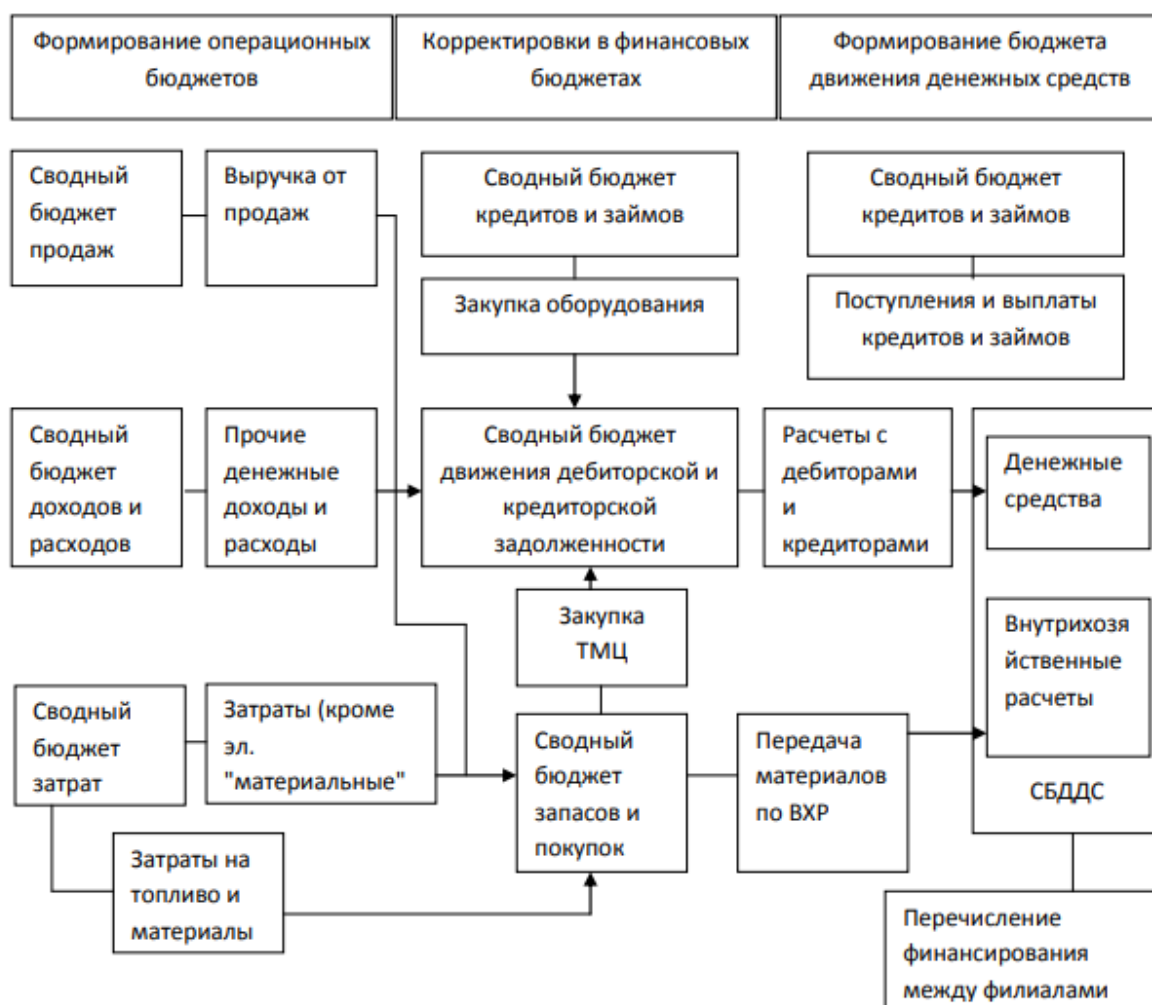 Формирование операционных
бюджетов
Корректировки в финансовых
бюджетах
Формирование бюджета
движения денежных средств
Сводный
бюджет
продаж
Выручка от
продаж
Сводный бюджет
кредитов и займов
Сводный бюджет
кредитов и займов
Закупка оборудования
Поступления и выплаты
кредитов и займов
Сводный
бюджет
доходов и
расходов
Прочие
денежные
доходы и
расходы
Сводный бюджет
движения дебиторской и
кредиторской
задолженности
Расчеты с
дебиторами
и
кредиторами
Денежные
средства
Закупка
ТМЦ
Внутрихозя
йственные
расчеты
Сводный
бюджет
затрат
Затраты (кроме
эл.
"материальные"
Сводный
бюджет
запасов и
покупок
Передача
материалов
по ВХР
СБДДС
Затраты на
топливо и
материалы
Перечисление
финансирования
между филиалами